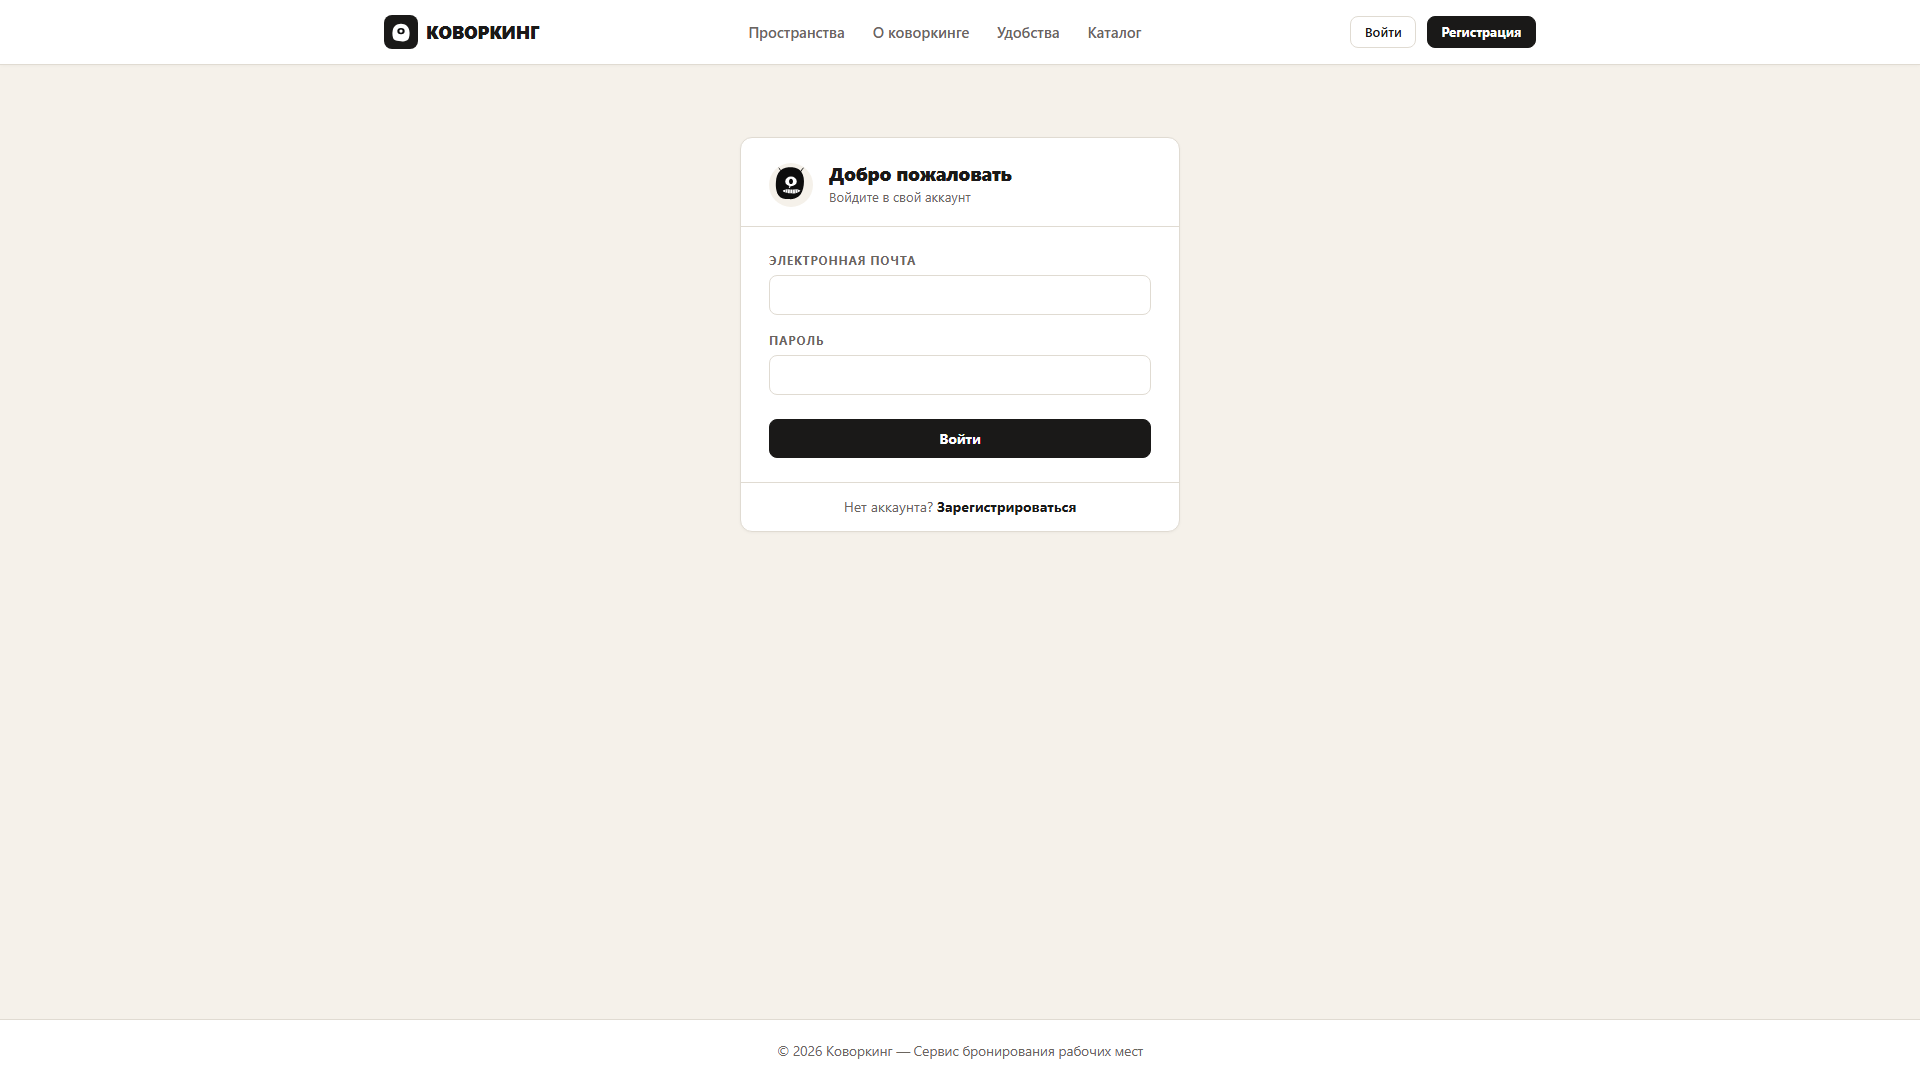 КОВОРКИНГ
Пространства О коворкинге Удобства Каталог
Войти Регистрация
Добро пожаловать
Войдите в свой аккаунт
ЭЛЕКТРОННАЯ ПОЧТА
ПАРОЛЬ
Войти
Нет аккаунта? Зарегистрироваться
© 2026 Коворкинг — Сервис бронирования рабочих мест